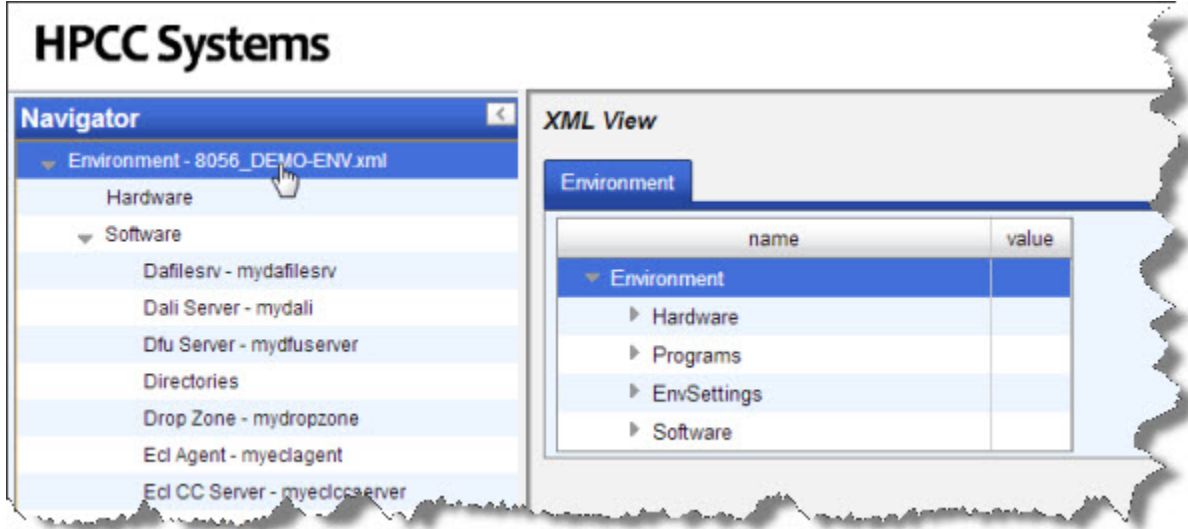 HPCC Systems
Navigator
Environment - 8056_DEMO-ENV.xml
Hardware
Software
Dafilesrv - mydafilesrv
Dali Server - mydali
Dfu Server - mydfuserver
Directories
Drop Zone - mydropzone
Ecl Agent - myeclagent
Ecl CC Server - myeclccserver
XML View
Environment
name value
Environment
Hardware
Programs
EnvSettings
Software